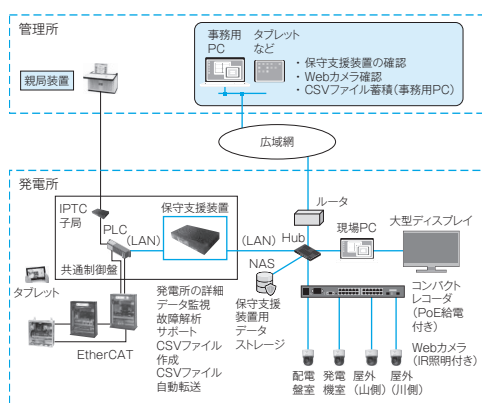 管理所
親局装置
事務用
PC
タブレット
など
・保守支援装置の確認
・Webカメラ確認
・CSVファイル蓄積(事務用PC)
広域網
発電所
IPTC
子局
PLC
(LAN)
保守支援装置
(LAN)
共通制御盤
タブレット
EtherCAT
発電所の詳細
データ監視
故障解析
サポート
CSVファイル
作成
CSVファイル
自動転送
ルータ
Hub
現場PC
大型ディスプレイ
NAS
保守支援
装置用
データ
ストレージ
コンパクト
レコーダ
(PoE給電
付き)
Webカメラ
(IR照明付き)
配電
盤室
発電
機室
屋外
(山側)
屋外
(川側)